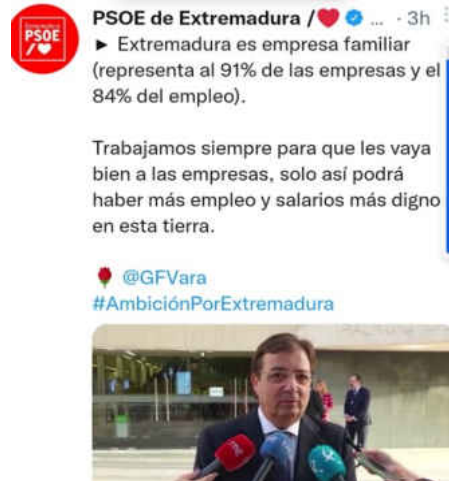 PSOE de Extremadura /❤️ ... · 3h
PSOE
► Extremadura es empresa familiar
(representa al 91% de las empresas y el
84% del empleo).
Trabajamos siempre para que les vaya
bien a las empresas, solo así podrá
haber más empleo y salarios más digno
en esta tierra.
🌹 @GFVara
#AmbiciónPorExtremadura